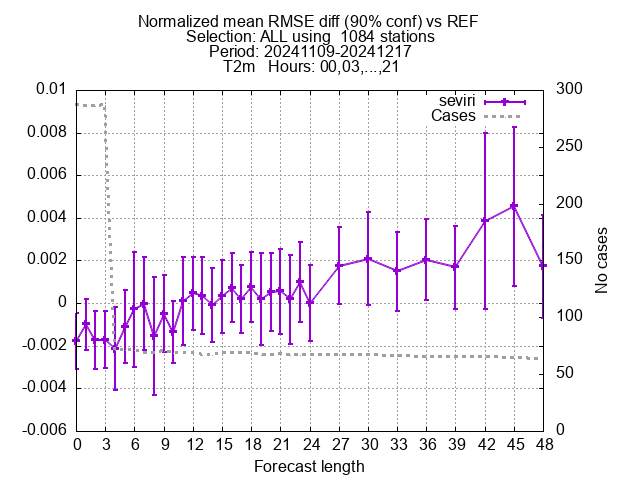 Normalized mean RMSE diff (90% conf) vs REF
Selection: ALL using  1084 stations
Period: 20241109-20241217
T2m   Hours: 00,03,...,21
seviri
Cases
0.01
0.008
0.006
0.004
0.002
0
-0.002
-0.004
-0.006
300
250
200
150
100
50
0
No cases
0 3 6 9 12 15 18 21 24 27 30 33 36 39 42 45 48
Forecast length